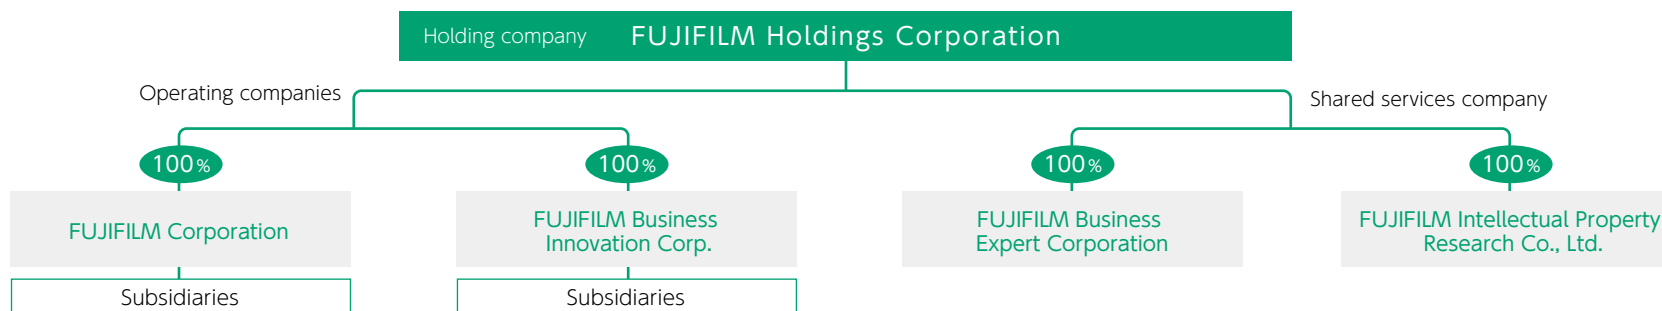 Holding company FUJIFILM Holdings Corporation
Operating companies
Shared services company
100%
100%
100%
100%
FUJIFILM Corporation
FUJIFILM Business
Innovation Corp.
FUJIFILM Business
Expert Corporation
FUJIFILM Intellectual Property
Research Co., Ltd.
Subsidiaries
Subsidiaries